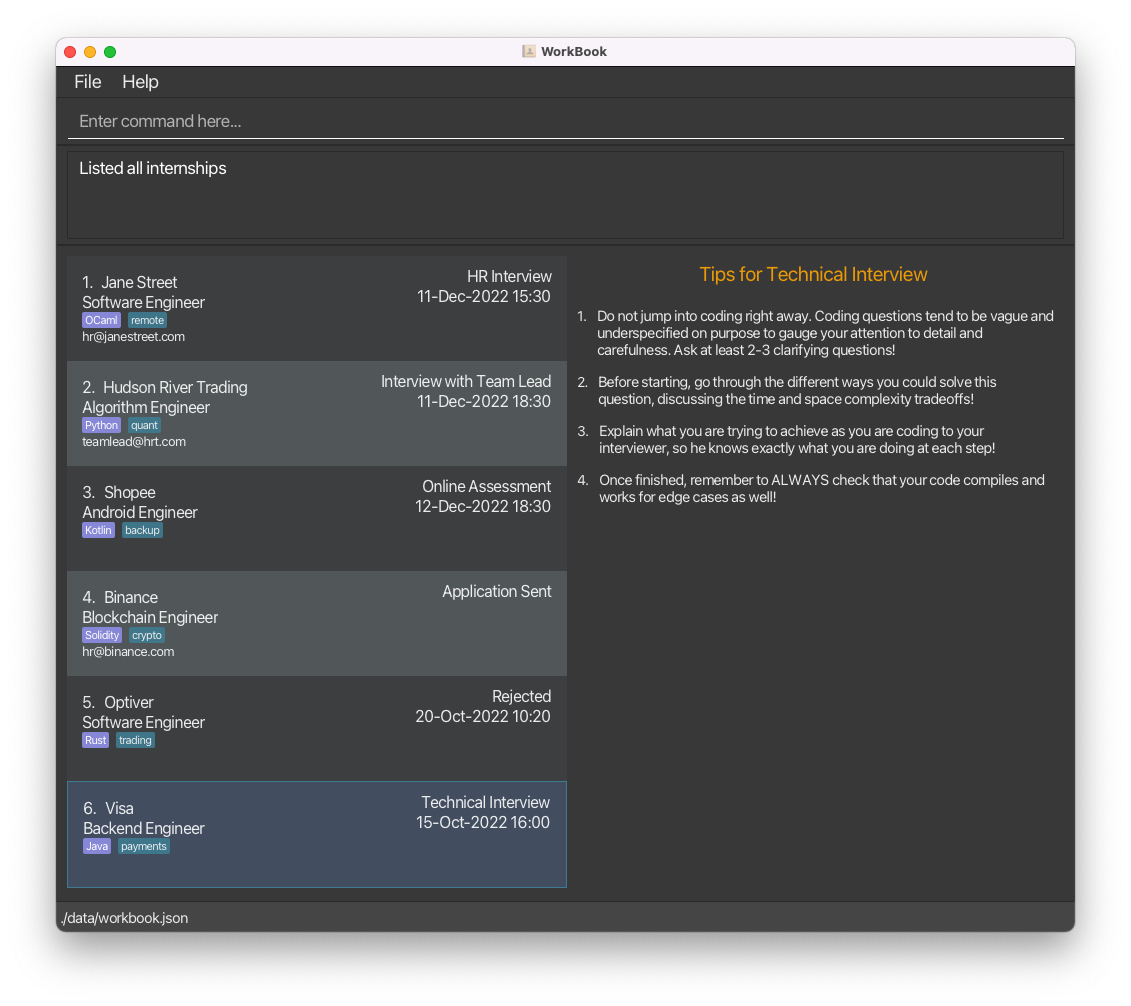 WorkBook
File Help
Enter command here...
Listed all internships
1. Jane Street
HR Interview
Software Engineer
11-Dec-2022 15:30
OCaml remote
hr@janestreet.com
2. Hudson River Trading
Interview with Team Lead
Algorithm Engineer
11-Dec-2022 18:30
Python quant
teamlead@hrt.com
3. Shopee
Online Assessment
Android Engineer
12-Dec-2022 18:30
Kotlin backup
4. Binance
Application Sent
Blockchain Engineer
Solidity crypto
hr@binance.com
5. Optiver
Rejected
Software Engineer
20-Oct-2022 10:20
Rust trading
6. Visa
Technical Interview
Backend Engineer
15-Oct-2022 16:00
Java payments
Tips for Technical Interview
1. Do not jump into coding right away. Coding questions tend to be vague and
underspecified on purpose to gauge your attention to detail and
carefulness. Ask at least 2-3 clarifying questions!
2. Before starting, go through the different ways you could solve this
question, discussing the time and space complexity tradeoffs!
3. Explain what you are trying to achieve as you are coding to your
interviewer, so he knows exactly what you are doing at each step!
4. Once finished, remember to ALWAYS check that your code compiles and
works for edge cases as well!
./data/workbook.json